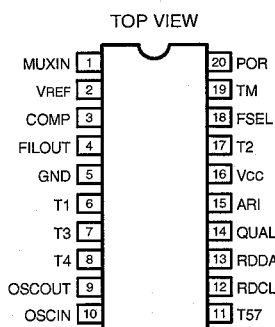 TOP VIEW
MUXIN 1 20 POR
VREF 2 19 TM
COMP 3 18 FSEL
FILOUT 4 17 T2
GND 5 16 VCC
T1 6 15 ARI
T3 7 14 QUAL
T4 8 13 RDDA
OSCOUT 9 12 RDCL
OSCIN 10 11 T57